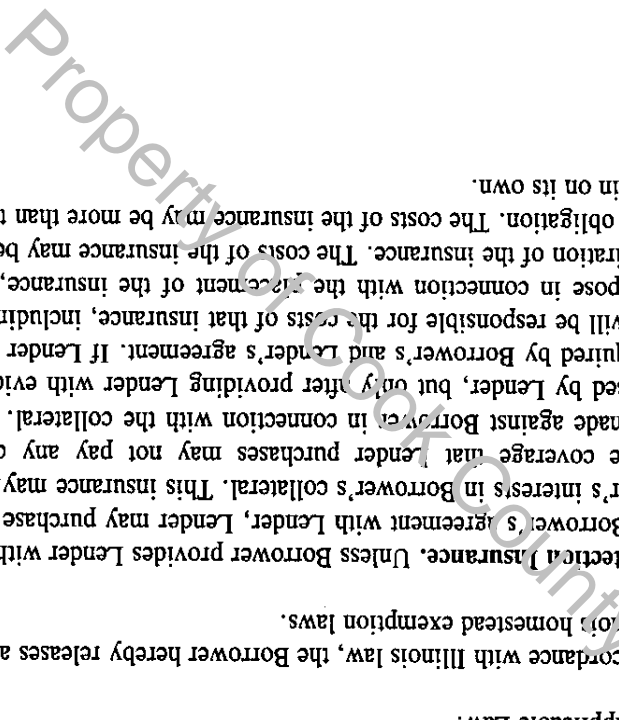 Applicable Law.
cordance with Illinois law, the Borrower hereby releases a
nois homestead exemption laws.
tection Insurance. Unless Borrower provides Lender with
Borrower's agreement with Lender, Lender may purchase
r's interests in Borrower's collateral. This insurance may
e coverage that Lender purchases may not pay any c
made against Borrower in connection with the collateral.
sed by Lender, but only after providing Lender with evid
quired by Borrower's and Lender's agreement. If Lender
will be responsible for the costs of that insurance, includin
pose in connection with the placement of the insurance,
iration of the insurance. The costs of the insurance may be
obligation. The costs of the insurance may be more than t
in on its own.
Property of Cook County